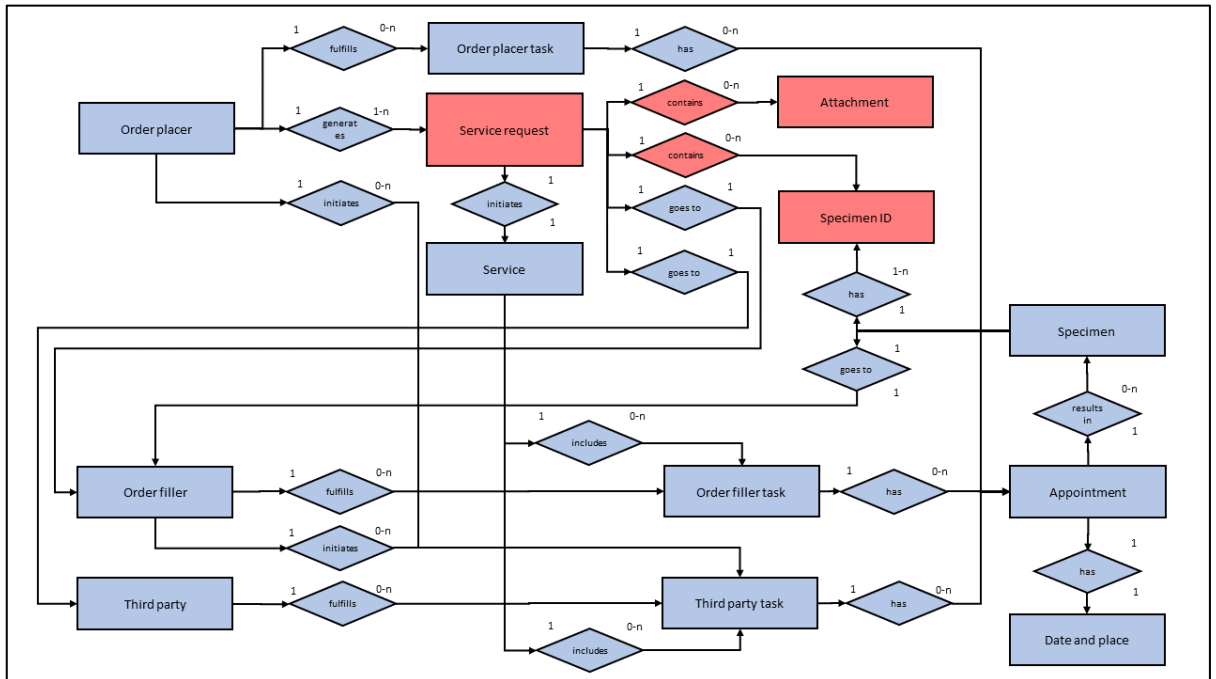 1
0-n
1
0-n
fulfills
Order placer task
has
1
0-n
contains
Attachment
Order placer
1
1-n
generat
es
Service request
1
0-n
contains
1
0-n
initiates
1
initiates
1
1
1
goes to
Specimen ID
Service
1
1
goes to
1-n
has
1
Specimen
1
goes to
1
0-n
results
in
1
1
0-n
includes
Order filler
1
0-n
fulfills
Order filler task
1
0-n
has
Appointment
1
0-n
initiates
1
has
1
Third party
1
0-n
fulfills
Third party task
1
0-n
has
1
0-n
includes
Date and place